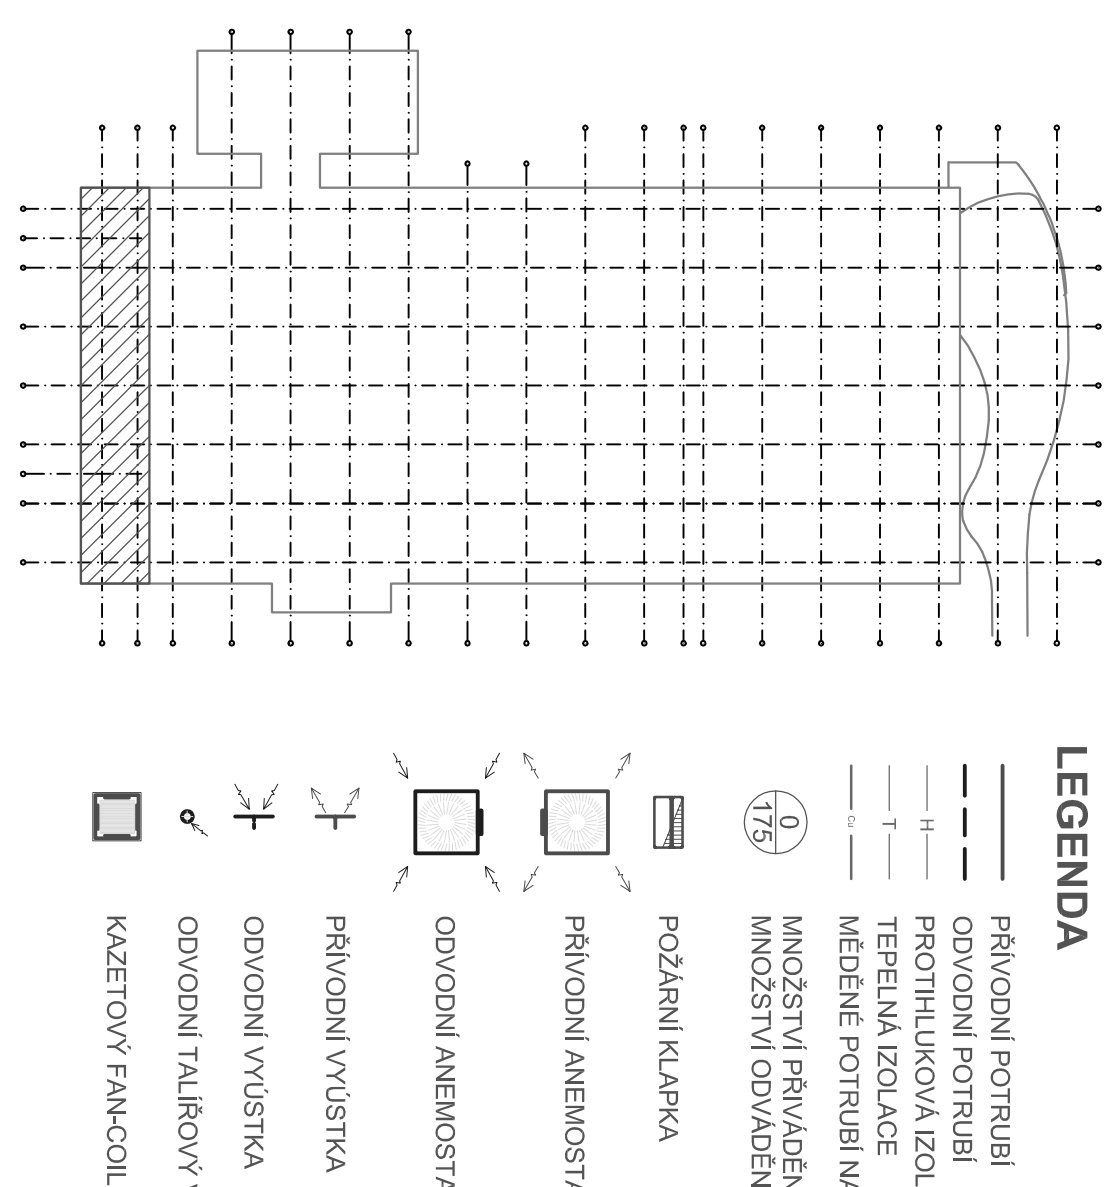 LEGENDA
PŘÍVODNÍ POTRUBÍ
ODVODNÍ POTRUBÍ
H PROTIHLUKOVÁ IZOL
T TEPELNÁ IZOLACE
Cu MĚDĚNÉ POTRUBÍ NA
0 MNOŽSTVÍ PŘIVÁDĚN
175 MNOŽSTVÍ ODVÁDĚN
POŽÁRNÍ KLAPKA
PŘÍVODNÍ ANEMOSTA
ODVODNÍ ANEMOSTA
PŘÍVODNÍ VYÚSTKA
ODVODNÍ VYÚSTKA
ODVODNÍ TALÍŘOVÝ
KAZETOVÝ FAN-COIL